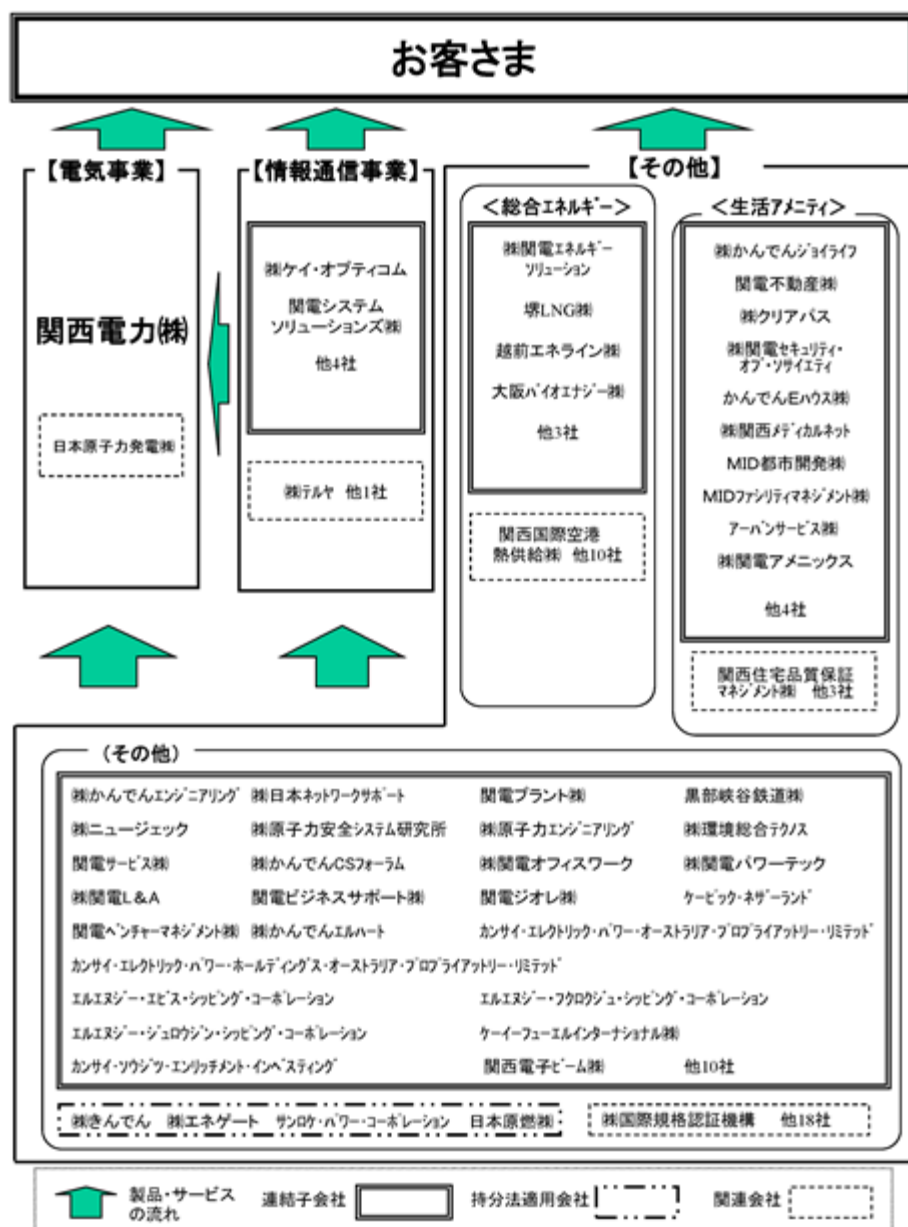 お客さま
【電気事業】
関西電力㈱
日本原子力発電㈱
【情報通信事業】
㈱ケイ・オプティコム
関電システム
ソリューションズ㈱
他4社
㈱テルヤ 他1社
【その他】
＜総合エネルギー＞
㈱関電エネルギー
ソリューション
堺LNG㈱
越前エネライン㈱
大阪バイオエナジー㈱
他3社
関西国際空港
熱供給㈱ 他10社
＜生活アメニティ＞
㈱かんでんジョイライフ
関電不動産㈱
㈱クリアパス
㈱関電セキュリティ・
オブ・ソサイエティ
かんでんEハウス㈱
㈱関西メディカルネット
MID都市開発㈱
MIDファシリティマネジメント㈱
アーバンサービス㈱
㈱関電アメニックス
他4社
関西住宅品質保証
マネジメント㈱ 他3社
（その他）
㈱かんでんエンジニアリング ㈱日本ネットワークサポート 関電プラント㈱ 黒部峡谷鉄道㈱
㈱ニュージェック ㈱原子力安全システム研究所 ㈱原子力エンジニアリング ㈱環境総合テクノス
関電サービス㈱ ㈱かんでんCSフォーラム ㈱関電オフィスワーク ㈱関電パワーテック
㈱関電L＆A 関電ビジネスサポート㈱ 関電ジオレ㈱ ケーピック・ネザーランド
関電ベンチャーマネジメント㈱ ㈱かんでんエルハート カンサイ・エレクトリック・パワー・オーストラリア・プロプライアットリー・リミテッド
カンサイ・エレクトリック・パワー・ホールディングス・オーストラリア・プロプライアットリー・リミテッド
エルエヌジー・エビス・シッピング・コーポレーション エルエヌジー・フクロクジュ・シッピング・コーポレーション
エルエヌジー・ジュロウジン・シッピング・コーポレーション ケーイーフューエルインターナショナル㈱
カンサイ・ソウジツ・エンリッチメント・インベスティング 関西電子ビーム㈱ 他10社
㈱きんでん ㈱エネゲート サンロケ・パワー・コーポレーション 日本原燃㈱
㈱国際規格認証機構 他18社
製品・サービス
の流れ
連結子会社
持分法適用会社
関連会社